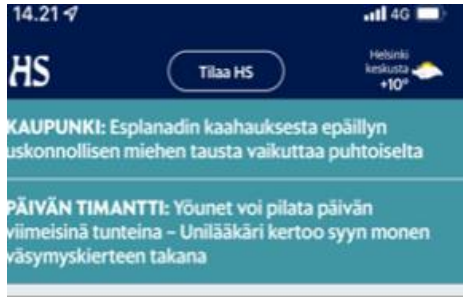 14.21
4G
HS
Tilaa HS
Helsinki
keskusta
+10°
KAUPUNKI: Esplanadin kaahauksesta epäillyn
uskonnollisen miehen tausta vaikuttaa puhtoiselta
PÄIVÄN TIMANTTI: Yöunet voi pilata päivän
viimeisinä tunteina – Unilääkäri kertoo syyn monen
väsymyskierteen takana